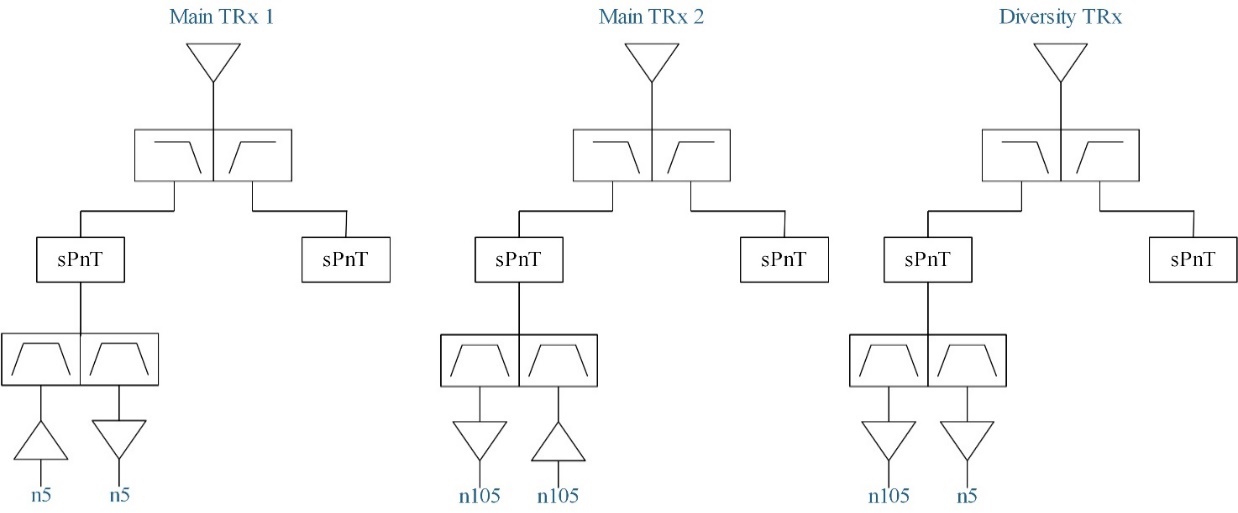 Main TRx 1
Main TRx 2
Diversity TRx
sPnT
sPnT
sPnT
sPnT
sPnT
sPnT
n5
n5
n105
n105
n105
n5